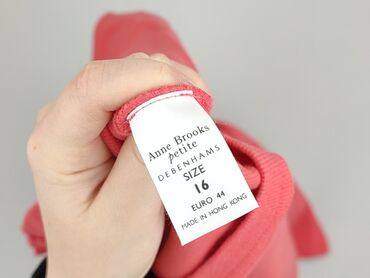 Anne Brooks
petite
DEBENHAMS
SIZE
16
EURO 44
MADE IN HONG KONG